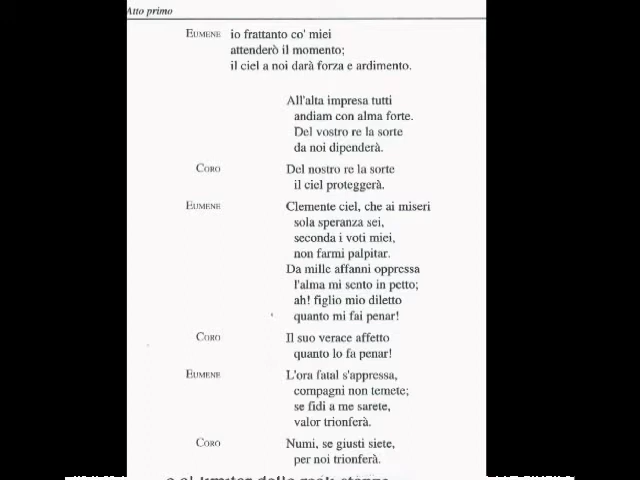 Atto primo
EUMENE io frattanto co' miei
attenderò il momento;
il ciel a noi darà forza e ardimento.
All'alta impresa tutti
andiam con alma forte.
Del vostro re la sorte
da noi dipenderà.
CORO Del nostro re la sorte
il ciel proteggerà.
EUMENE Clemente ciel, che ai miseri
sola speranza sei,
seconda i voti miei,
non farmi palpitar.
Da mille affanni oppressa
l'alma mi sento in petto;
ah! figlio mio diletto
quanto mi fai penar!
CORO Il suo verace affetto
quanto lo fa penar!
EUMENE L'ora fatal s'appressa,
compagni non temete;
se fidi a me sarete,
valor trionferà.
CORO Numi, se giusti siete,
per noi trionferà.